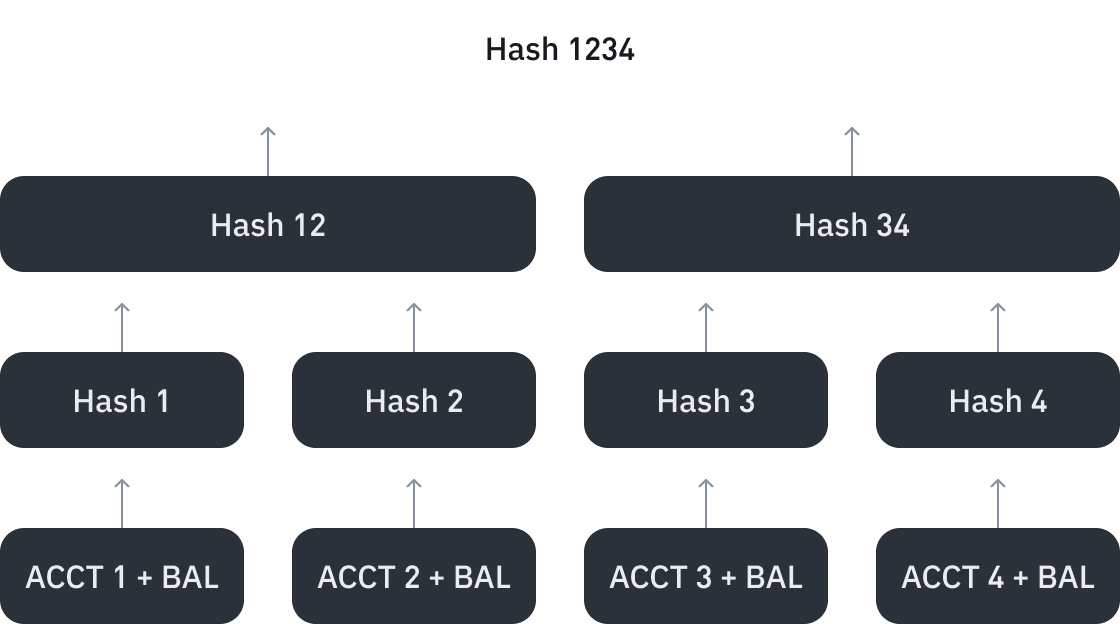 Hash 1234
Hash 12
Hash 34
Hash 1
Hash 2
Hash 3
Hash 4
ACCT 1 + BAL
ACCT 2 + BAL
ACCT 3 + BAL
ACCT 4 + BAL